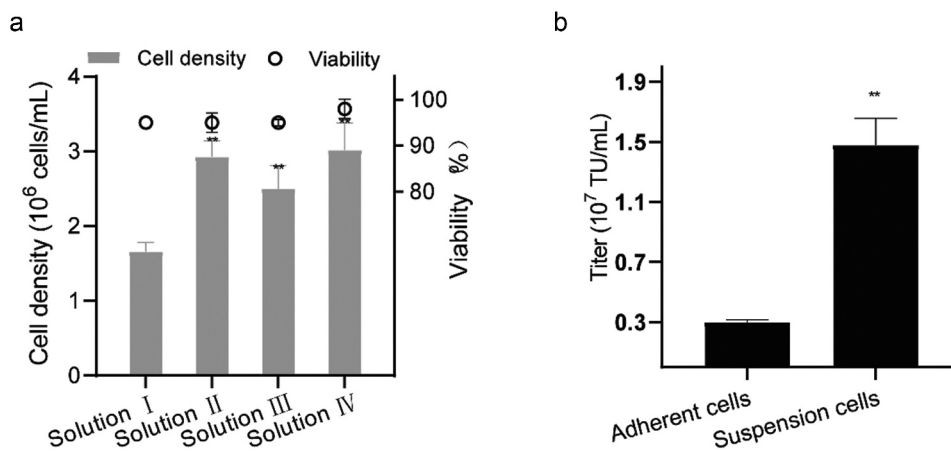 a
Cell density Viability
Cell density (10⁶ cells/mL)
4
3
2
1
0
**
**
**
100
90
80
Viability (%)
Solution Ⅰ
Solution Ⅱ
Solution Ⅲ
Solution Ⅳ
b
Titer (10⁷ TU/mL)
1.9
1.5
1.1
0.7
0.3
**
Adherent cells
Suspension cells